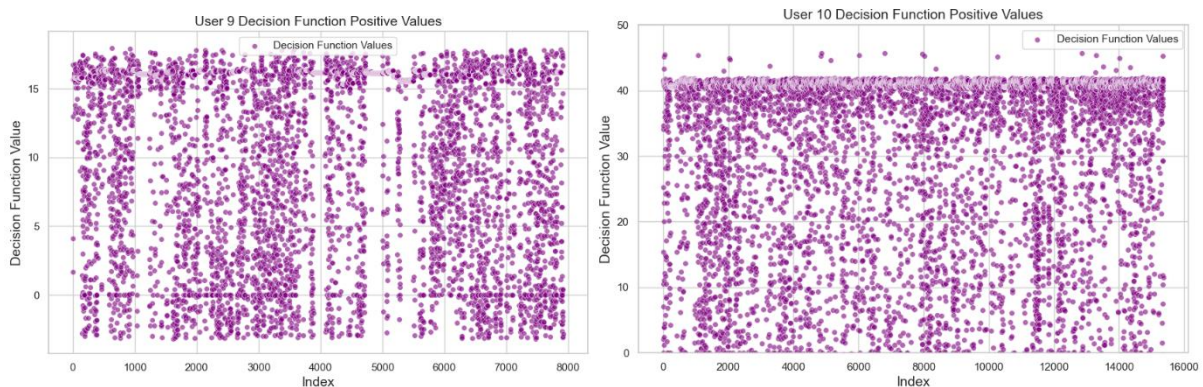 User 9 Decision Function Positive Values
Decision Function Values
15
10
5
0
Decision Function Value
0 1000 2000 3000 4000 5000 6000 7000 8000
Index
User 10 Decision Function Positive Values
Decision Function Values
50
40
30
20
10
0
Decision Function Value
0 2000 4000 6000 8000 10000 12000 14000 16000
Index